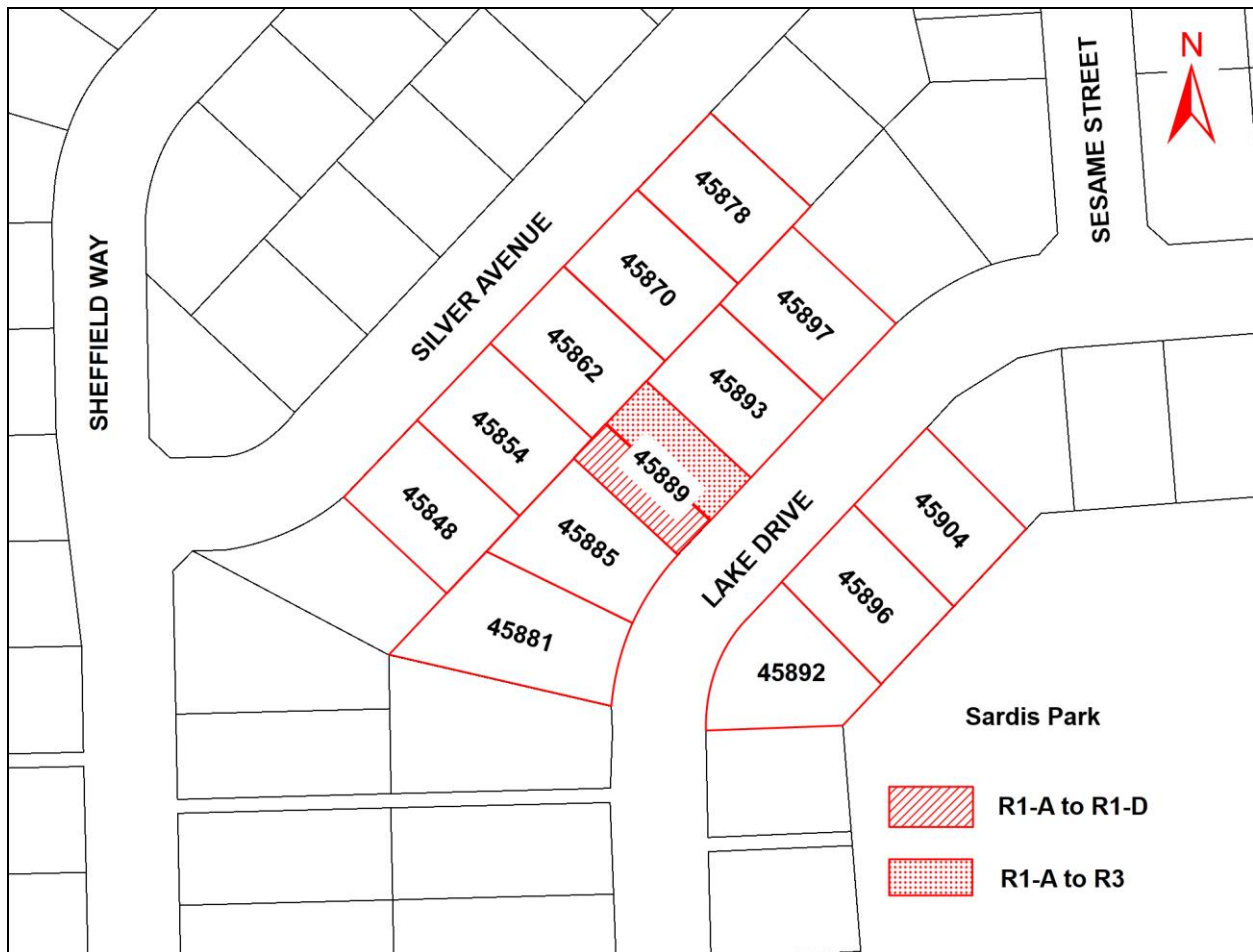 N
SESAME STREET
SHEFFIELD WAY
SILVER AVENUE
45878
45870
45862
45854
45848
45897
45893
45889
45885
45881
LAKE DRIVE
45904
45896
45892
Sardis Park
R1-A to R1-D
R1-A to R3